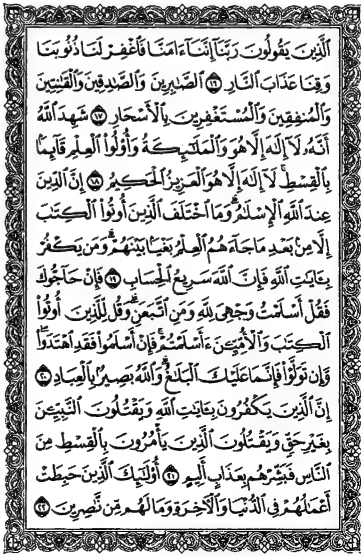 ٱلَّذِينَ يَقُولُونَ رَبَّنَآ إِنَّنَآ ءَامَنَّا فَٱغْفِرْ لَنَا ذُنُوبَنَا
وَقِنَا عَذَابَ ٱلنَّارِ ۝١٦ ٱلصَّٰبِرِينَ وَٱلصَّٰدِقِينَ وَٱلْقَٰنِتِينَ
وَٱلْمُنفِقِينَ وَٱلْمُسْتَغْفِرِينَ بِٱلْأَسْحَارِ ۝١٧ شَهِدَ ٱللَّهُ
أَنَّهُۥ لَآ إِلَٰهَ إِلَّا هُوَ وَٱلْمَلَٰٓئِكَةُ وَأُو۟لُوا۟ ٱلْعِلْمِ قَآئِمًۢا
بِٱلْقِسْطِ ۚ لَآ إِلَٰهَ إِلَّا هُوَ ٱلْعَزِيزُ ٱلْحَكِيمُ ۝١٨ إِنَّ ٱلدِّينَ
عِندَ ٱللَّهِ ٱلْإِسْلَٰمُ ۗ وَمَا ٱخْتَلَفَ ٱلَّذِينَ أُوتُوا۟ ٱلْكِتَٰبَ
إِلَّا مِنۢ بَعْدِ مَا جَآءَهُمُ ٱلْعِلْمُ بَغْيًۢا بَيْنَهُمْ ۗ وَمَن يَكْفُرْ
بِـَٔايَٰتِ ٱللَّهِ فَإِنَّ ٱللَّهَ سَرِيعُ ٱلْحِسَابِ ۝١٩ فَإِنْ حَآجُّوكَ
فَقُلْ أَسْلَمْتُ وَجْهِىَ لِلَّهِ وَمَنِ ٱتَّبَعَنِ ۗ وَقُل لِّلَّذِينَ أُوتُوا۟
ٱلْكِتَٰبَ وَٱلْأُمِّيِّۦنَ ءَأَسْلَمْتُمْ ۚ فَإِنْ أَسْلَمُوا۟ فَقَدِ ٱهْتَدَوا۟ ۖ
وَّإِن تَوَلَّوْا۟ فَإِنَّمَا عَلَيْكَ ٱلْبَلَٰغُ ۗ وَٱللَّهُ بَصِيرٌۢ بِٱلْعِبَادِ ۝٢٠
إِنَّ ٱلَّذِينَ يَكْفُرُونَ بِـَٔايَٰتِ ٱللَّهِ وَيَقْتُلُونَ ٱلنَّبِيِّۦنَ
بِغَيْرِ حَقٍّ وَيَقْتُلُونَ ٱلَّذِينَ يَأْمُرُونَ بِٱلْقِسْطِ مِنَ
ٱلنَّاسِ فَبَشِّرْهُم بِعَذَابٍ أَلِيمٍ ۝٢١ أُو۟لَٰٓئِكَ ٱلَّذِينَ حَبِطَتْ
أَعْمَٰلُهُمْ فِى ٱلدُّنْيَا وَٱلْءَاخِرَةِ وَمَا لَهُم مِّن نَّٰصِرِينَ ۝٢٢